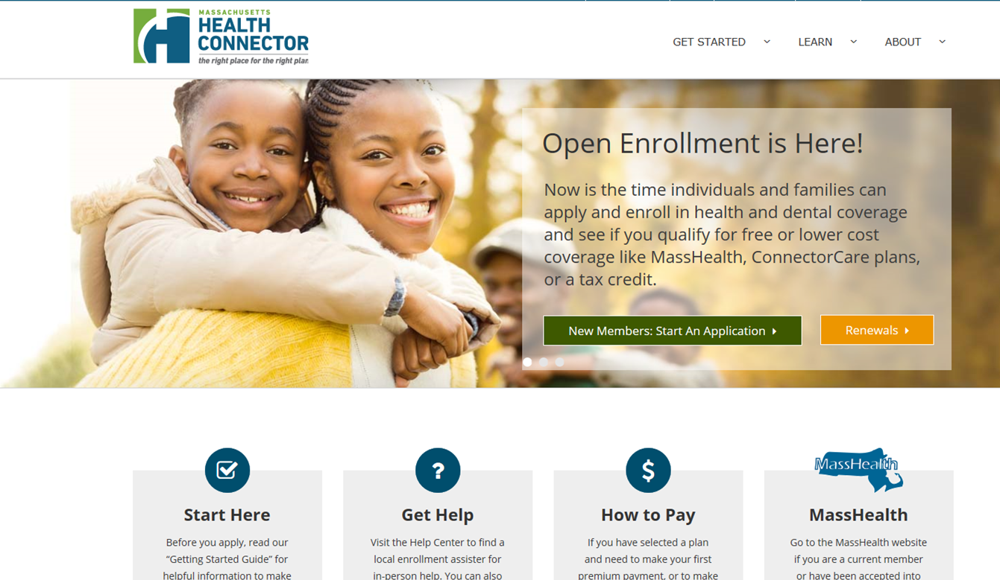 MASSACHUSETTS
HEALTH
CONNECTOR
the right place for the right plan
GET STARTED
LEARN
ABOUT
Open Enrollment is Here!
Now is the time individuals and families can
apply and enroll in health and dental coverage
and see if you qualify for free or lower cost
coverage like MassHealth, ConnectorCare plans,
or a tax credit.
New Members: Start An Application
Renewals
?
$
MassHealth
Start Here
Get Help
How to Pay
MassHealth
Before you apply, read our
“Getting Started Guide” for
helpful information to make
Visit the Help Center to find a
local enrollment assister for
in-person help. You can also
If you have selected a plan
and need to make your first
premium payment, or to make
Go to the MassHealth website
if you are a current member
or have been accepted into